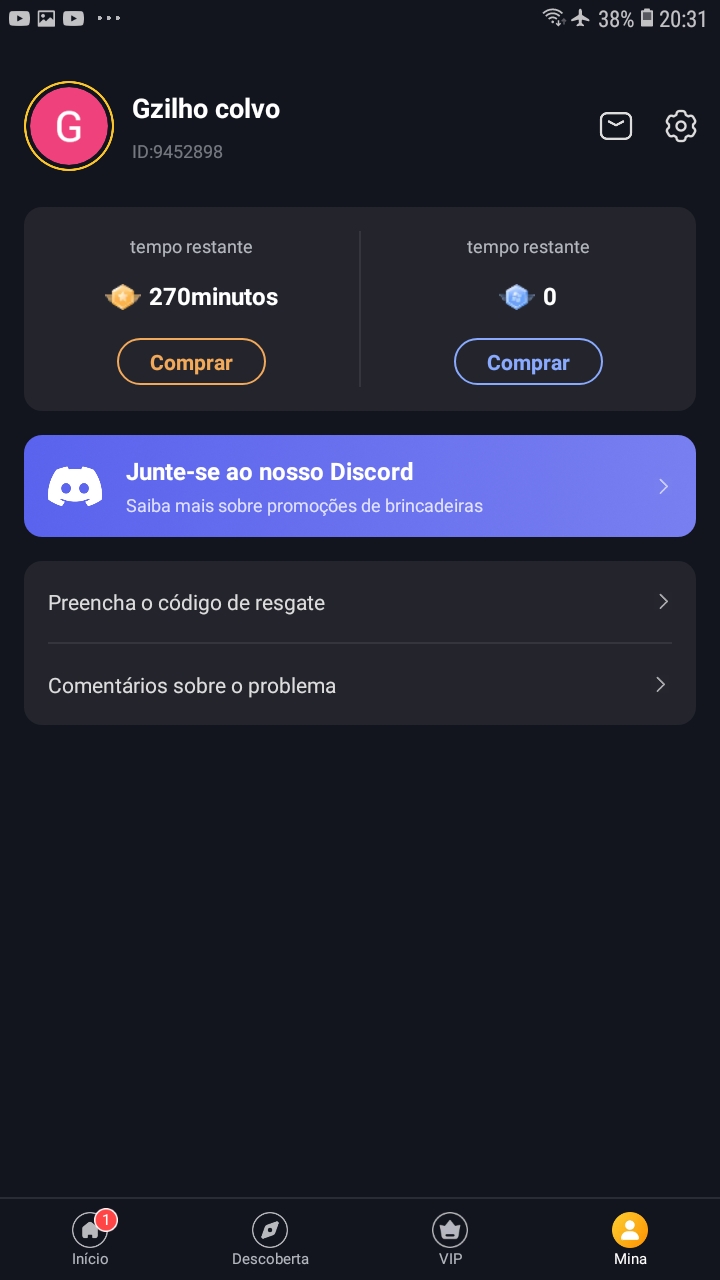 38% 20:31
G
Gzilho colvo
ID:9452898
tempo restante
270minutos
Comprar
tempo restante
0
Comprar
Junte-se ao nosso Discord
Saiba mais sobre promoções de brincadeiras
Preencha o código de resgate
Comentários sobre o problema
1
Início
Descoberta
VIP
Mina